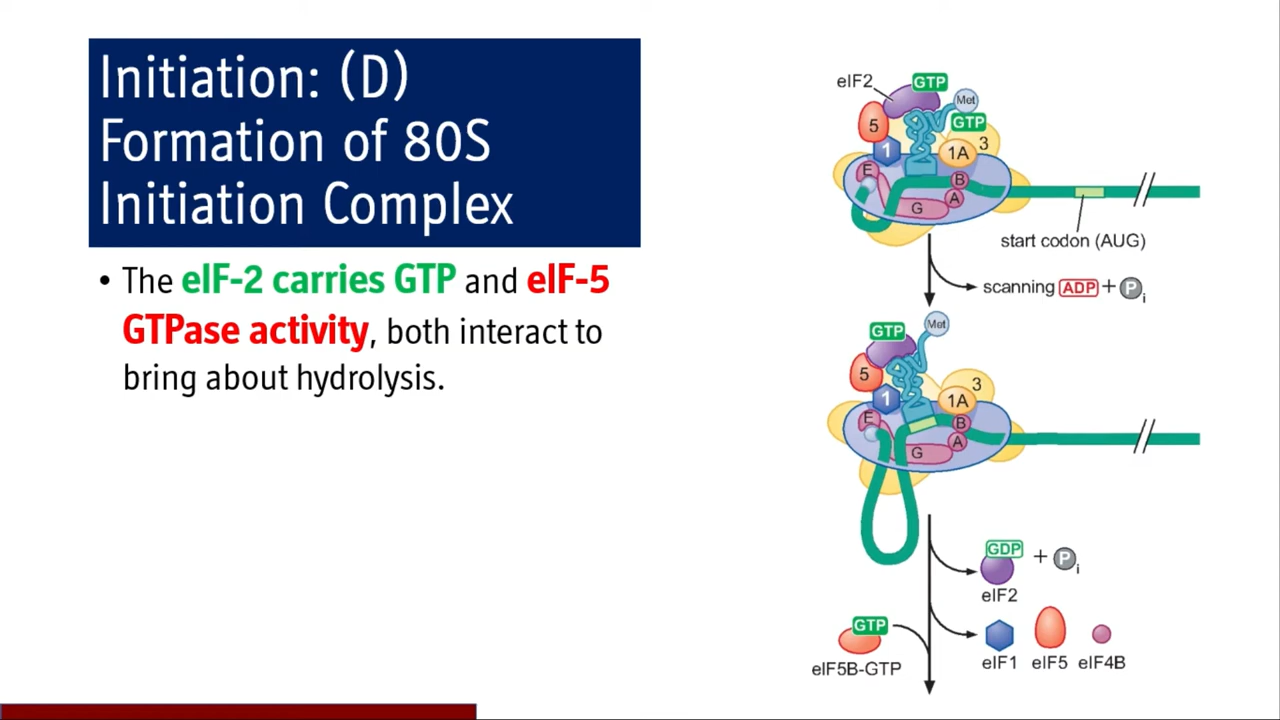 Initiation: (D)
Formation of 80S
Initiation Complex
• The eIF-2 carries GTP and eIF-5
GTPase activity, both interact to
bring about hydrolysis.
eIF2
GTP
Met
GTP
5
1
1A
3
E
B
A
G
start codon (AUG)
scanning ADP + Pi
GTP
Met
5
1
1A
3
E
B
A
G
GDP + Pi
eIF2
GTP
eIF5B-GTP
eIF1 eIF5 eIF4B